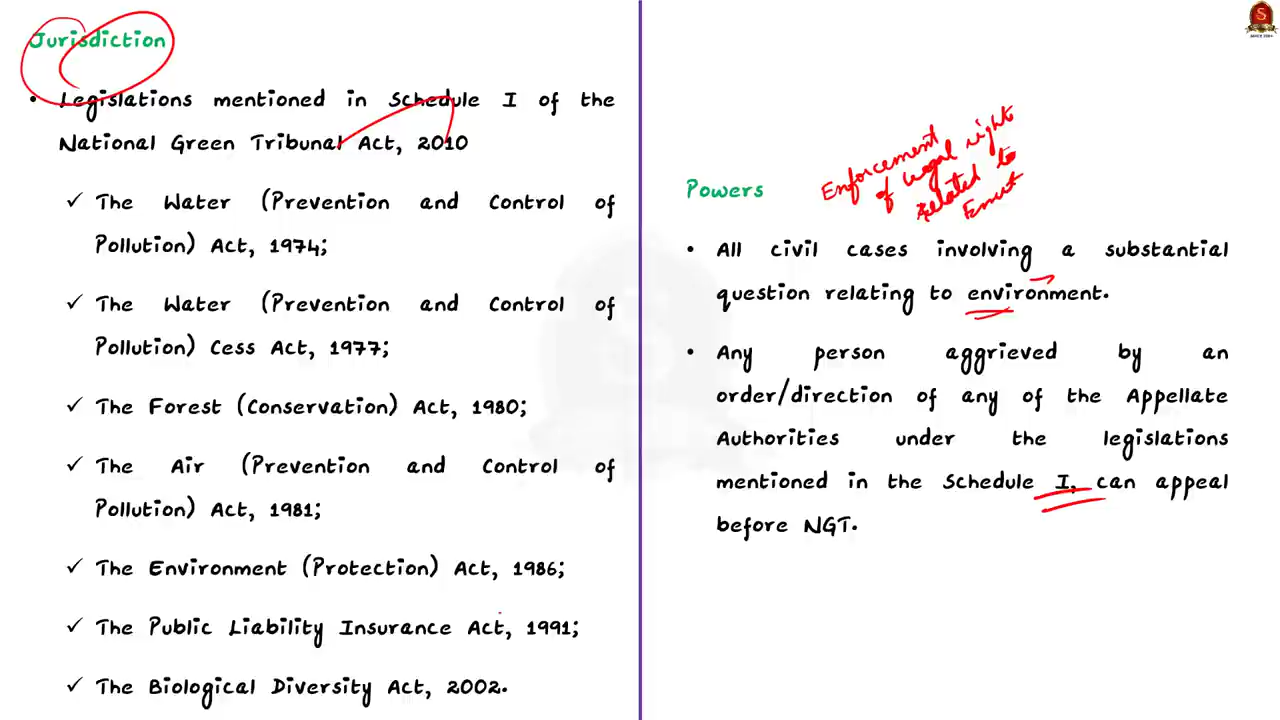 Jurisdiction
• Legislations mentioned in Schedule I of the
National Green Tribunal Act, 2010
✓ The Water (Prevention and Control of
Pollution) Act, 1974;
✓ The Water (Prevention and Control of
Pollution) Cess Act, 1977;
✓ The Forest (Conservation) Act, 1980;
✓ The Air (Prevention and Control of
Pollution) Act, 1981;
✓ The Environment (Protection) Act, 1986;
✓ The Public Liability Insurance Act, 1991;
✓ The Biological Diversity Act, 2002.
Enforcement
of legal right
related to
Powers
• All civil cases involving a substantial
question relating to environment.
• Any person aggrieved by an
order/direction of any of the Appellate
Authorities under the legislations
mentioned in the Schedule I, can appeal
before NGT.
S
SINCE 2004